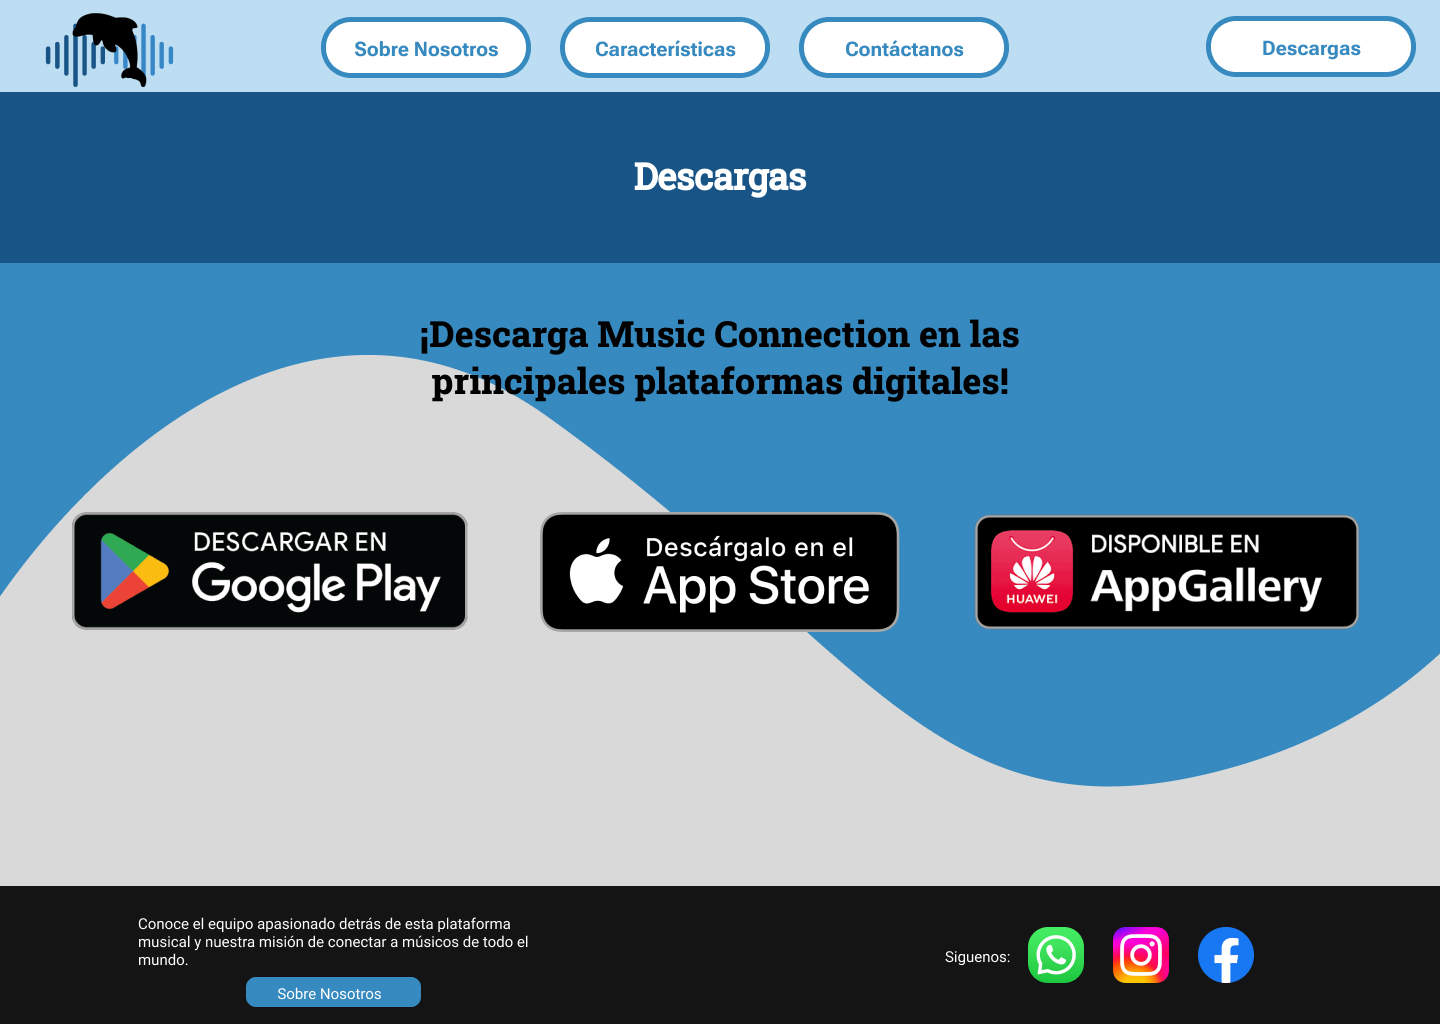 Sobre Nosotros
Características
Contáctanos
Descargas
Descargas
¡Descarga Music Connection en las
principales plataformas digitales!
DESCARGAR EN
Google Play
Descárgalo en el
App Store
HUAWEI
DISPONIBLE EN
AppGallery
Conoce el equipo apasionado detrás de esta plataforma
musical y nuestra misión de conectar a músicos de todo el
mundo.
Sobre Nosotros
Siguenos: